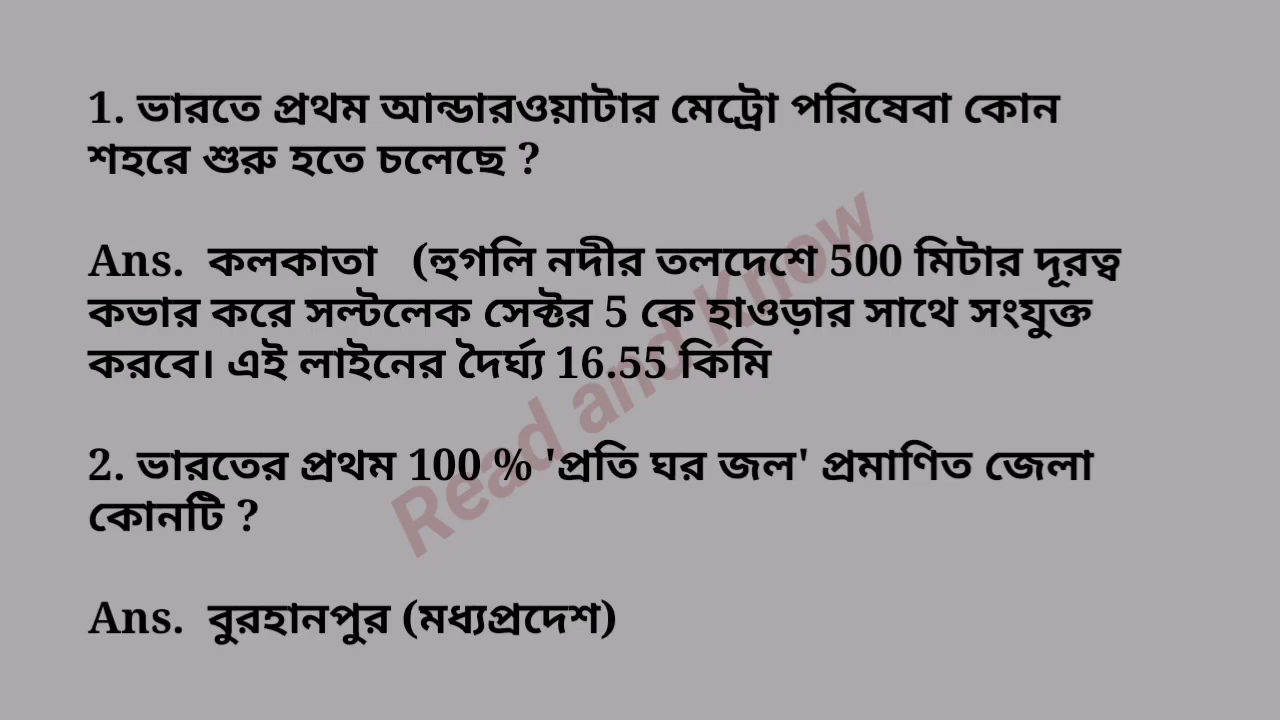 1. ভারতে প্রথম আন্ডারওয়াটার মেট্রো পরিষেবা কোন
শহরে শুরু হতে চলেছে ?
Ans. কলকাতা (হুগলি নদীর তলদেশে 500 মিটার দূরত্ব
কভার করে সল্টলেক সেক্টর 5 কে হাওড়ার সাথে সংযুক্ত
করবে। এই লাইনের দৈর্ঘ্য 16.55 কিমি
2. ভারতের প্রথম 100 % 'প্রতি ঘর জল' প্রমাণিত জেলা
কোনটি ?
Ans. বুরহানপুর (মধ্যপ্রদেশ)
Read and Know